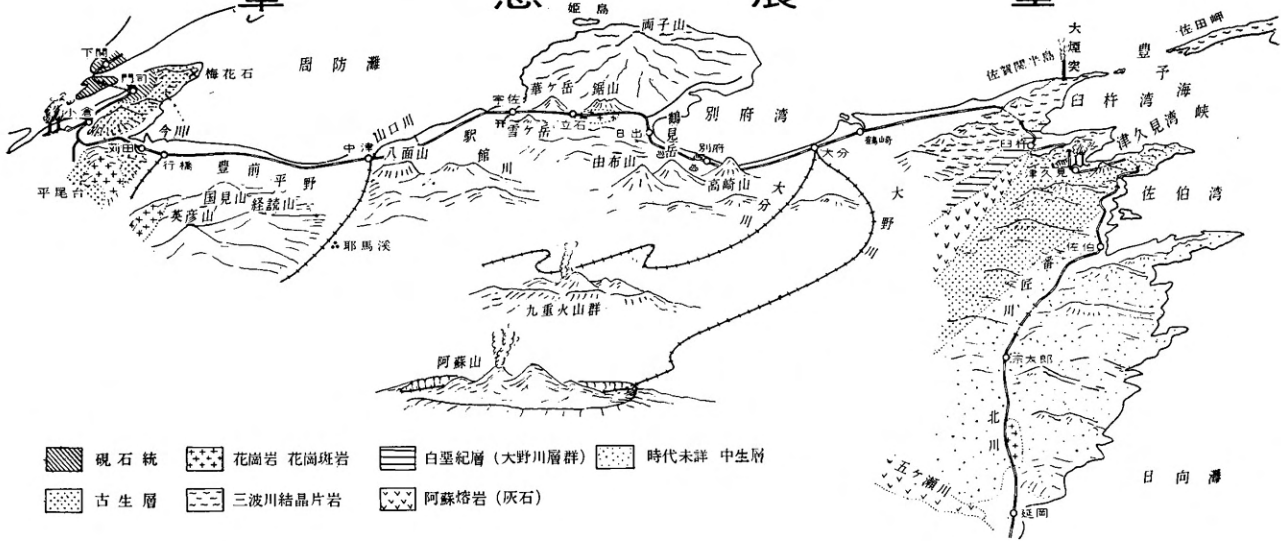 車 窓 展 望
姫島
両子山
佐田岬
大煙突
豊予海峡
佐賀関半島
下関
門司
梅花石
周防灘
小倉
今川
苅田
行橋
平尾台
豊前平野
国見山
経読山
英彦山
中津
山口川
八面山
耶馬渓
駅館川
宇佐
華ヶ岳
鋸山
雪ヶ岳
立石
日出
鶴見岳
別府湾
別府
由布山
高崎山
大分川
大分
大野川
臼杵湾
臼杵
津久見湾
津久見
佐伯湾
佐伯
番匠川
九重火山群
阿蘇山
宗太郎
北川
五ヶ瀬川
延岡
日向灘
硯石統
花崗岩 花崗斑岩
白堊紀層 (大野川層群)
時代未詳 中生層
古生層
三波川結晶片岩
阿蘇熔岩 (灰石)